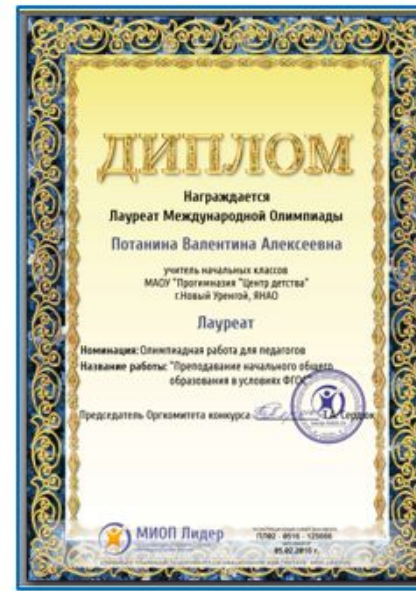 ДИПЛОМ
Награждается
Лауреат Международной Олимпиады
Потанина Валентина Алексеевна
учитель начальных классов
МАОУ "Прогимназия "Центр детства"
г.Новый Уренгой, ЯНАО
Лауреат
Номинация: Олимпиадная работа для педагогов
Название работы: "Преподавание начального общего
образования в условиях ФГОС"
Председатель Оргкомитета конкурса Т.А. Сердюк
МИОП Лидер
05.02.2016 г.